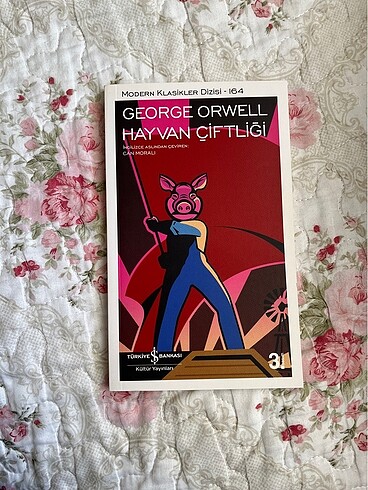 MODERN KLASİKLER DİZİSİ - 164
GEORGE ORWELL
HAYVAN ÇİFTLİĞİ
İNGİLİZCE ASLINDAN ÇEVİREN:
CAN MORALI
TÜRKİYE İŞ BANKASI
Kültür Yayınları